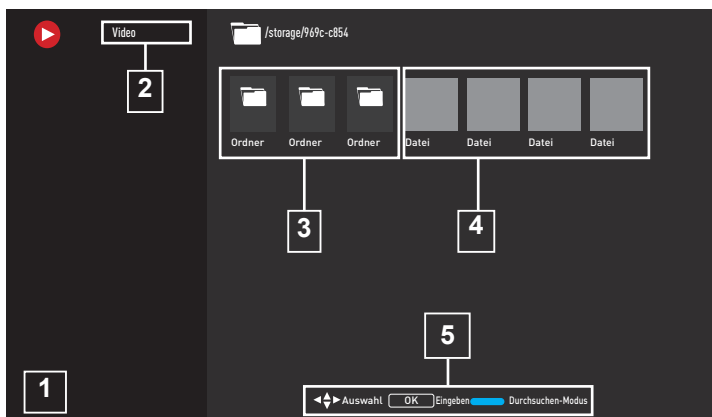 Video
/storage/969c-c854
2
Ordner Ordner Ordner Datei Datei Datei Datei
3 4
5
1
Auswahl OK Eingeben Durchsuchen-Modus